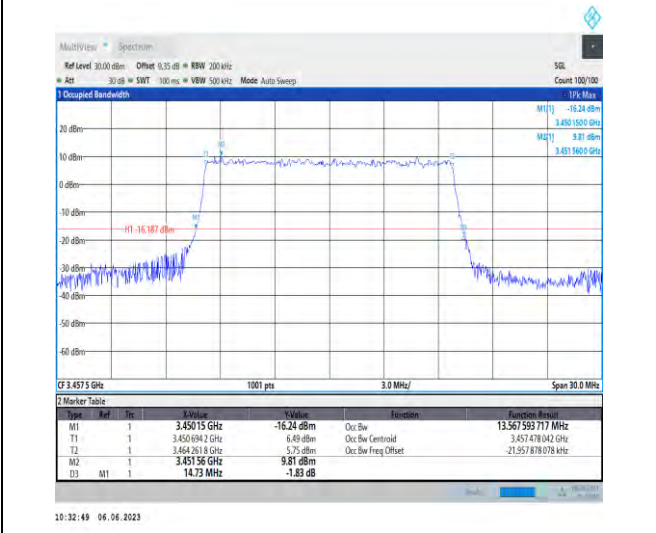 MultiView Spectrum
Ref Level 30.00 dBm Offset 9.35 dB RBW 200 kHz SGL
Att 30 dB SWT 100 ms VBW 500 kHz Mode Auto Sweep Count 100/100
1 Occupied Bandwidth 1Pk Max
M1[1] -16.24 dBm
3.450 1500 GHz
M2[1] 9.81 dBm
3.451 5600 GHz
20 dBm
10 dBm
0 dBm
-10 dBm
H1 -16.187 dBm
-20 dBm
-30 dBm
-40 dBm
-50 dBm
-60 dBm
M1
M2
T1
CF 3.457 5 GHz 1001 pts 3.0 MHz/ Span 30.0 MHz
2 Marker Table
Type Ref Trc X-Value Y-Value Function Function Result
M1 1 3.450 15 GHz -16.24 dBm Occ Bw 13.567 593 717 MHz
T1 1 3.450 694 2 GHz 6.49 dBm Occ Bw Centroid 3.457 478 042 GHz
T2 1 3.464 261 8 GHz 5.75 dBm Occ Bw Freq Offset -21.957 878 078 kHz
M2 1 3.451 56 GHz 9.81 dBm
D3 M1 1 14.73 MHz -1.83 dB
10:32:49 06.06.2023